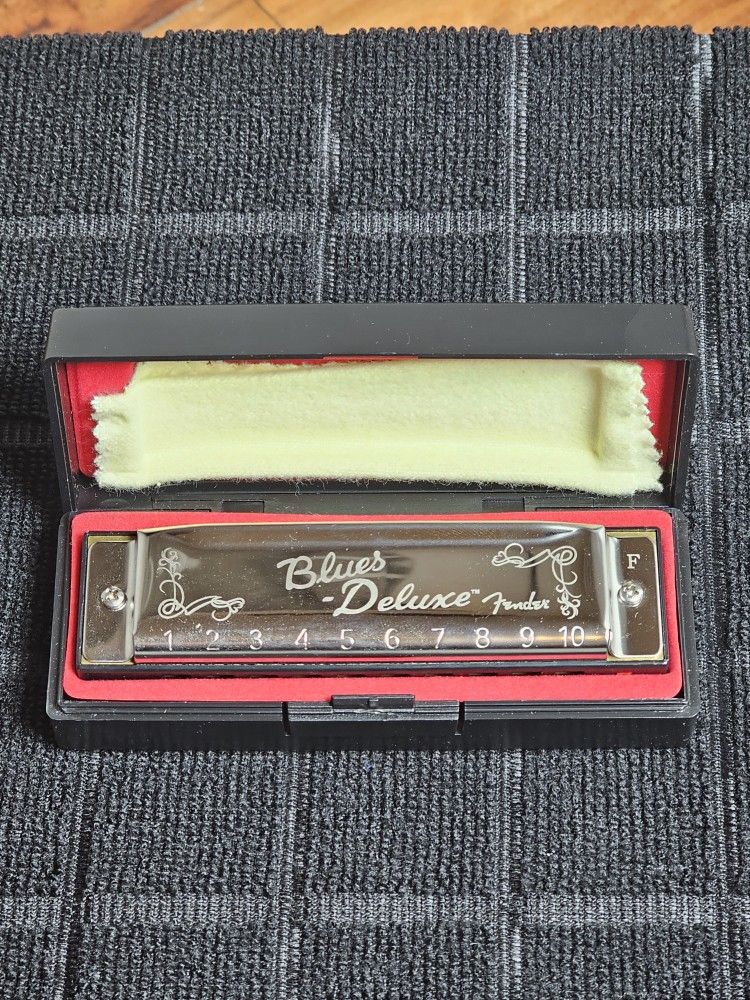 Blues
-Deluxe™ Fender
F
1 2 3 4 5 6 7 8 9 10